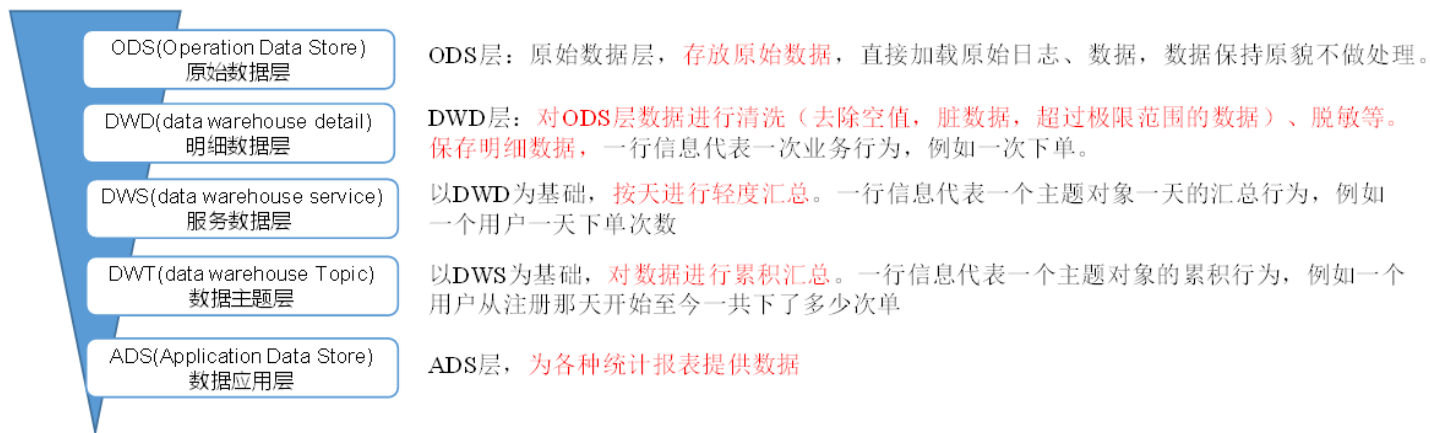 ODS(Operation Data Store)
原始数据层
ODS层：原始数据层，存放原始数据，直接加载原始日志、数据，数据保持原貌不做处理。
DWD(data warehouse detail)
明细数据层
DWD层：对ODS层数据进行清洗（去除空值，脏数据，超过极限范围的数据）、脱敏等。
保存明细数据，一行信息代表一次业务行为，例如一次下单。
DWS(data warehouse service)
服务数据层
以DWD为基础，按天进行轻度汇总。一行信息代表一个主题对象一天的汇总行为，例如
一个用户一天下单次数
DWT(data warehouse Topic)
数据主题层
以DWS为基础，对数据进行累积汇总。一行信息代表一个主题对象的累积行为，例如一个
用户从注册那天开始至今一共下了多少次单
ADS(Application Data Store)
数据应用层
ADS层，为各种统计报表提供数据